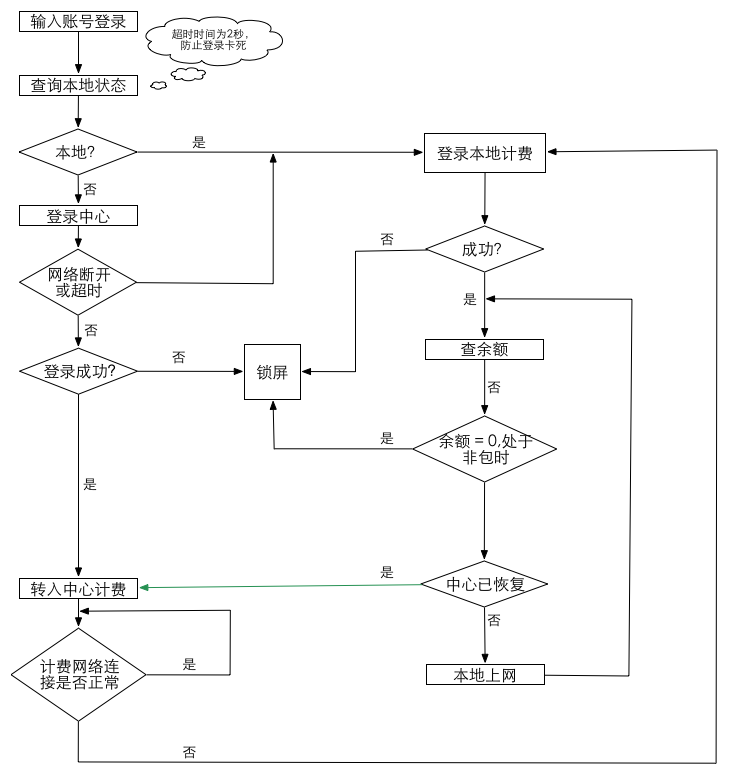 输入账号登录
超时时间为2秒，
防止登录卡死
查询本地状态
本地?
是
登录本地计费
否
登录中心
否
成功?
网络断开
或超时
是
否
查余额
登录成功?
否
锁屏
否
是
余额＝0,处于
非包时
是
是
中心已恢复
转入中心计费
否
计费网络连
接是否正常
是
本地上网
否